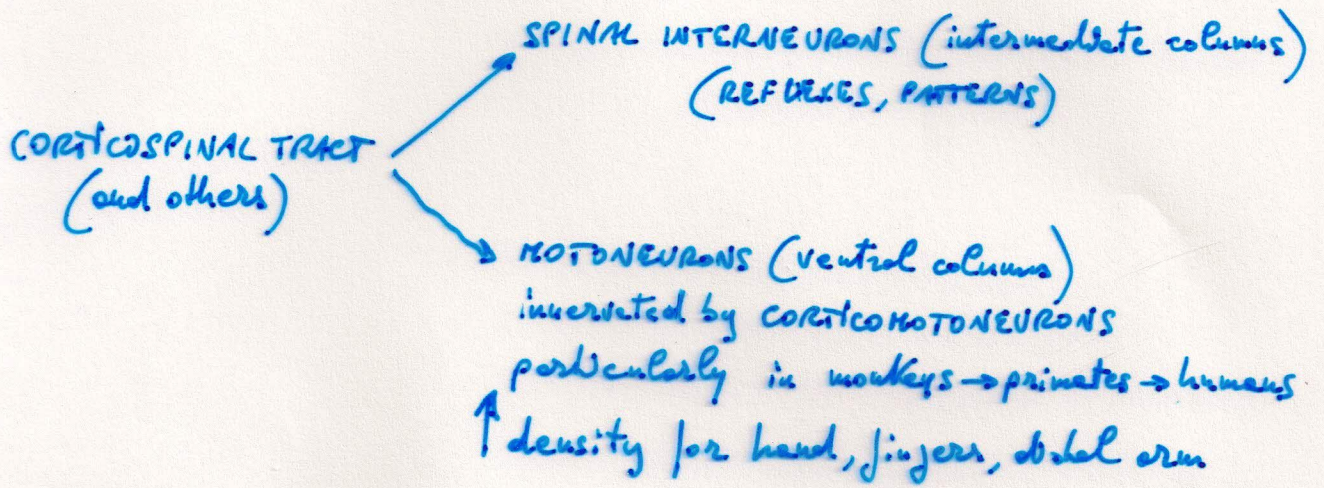 SPINAL INTERNEURONS (intermediate columns)
(REFLEXES, PATTERNS)
CORTICOSPINAL TRACT
(and others)
MOTONEURONS (ventral columns)
innervated by CORTICOMOTONEURONS
particularly in monkeys → primates → humans
↑ density for hand, fingers, distal arm